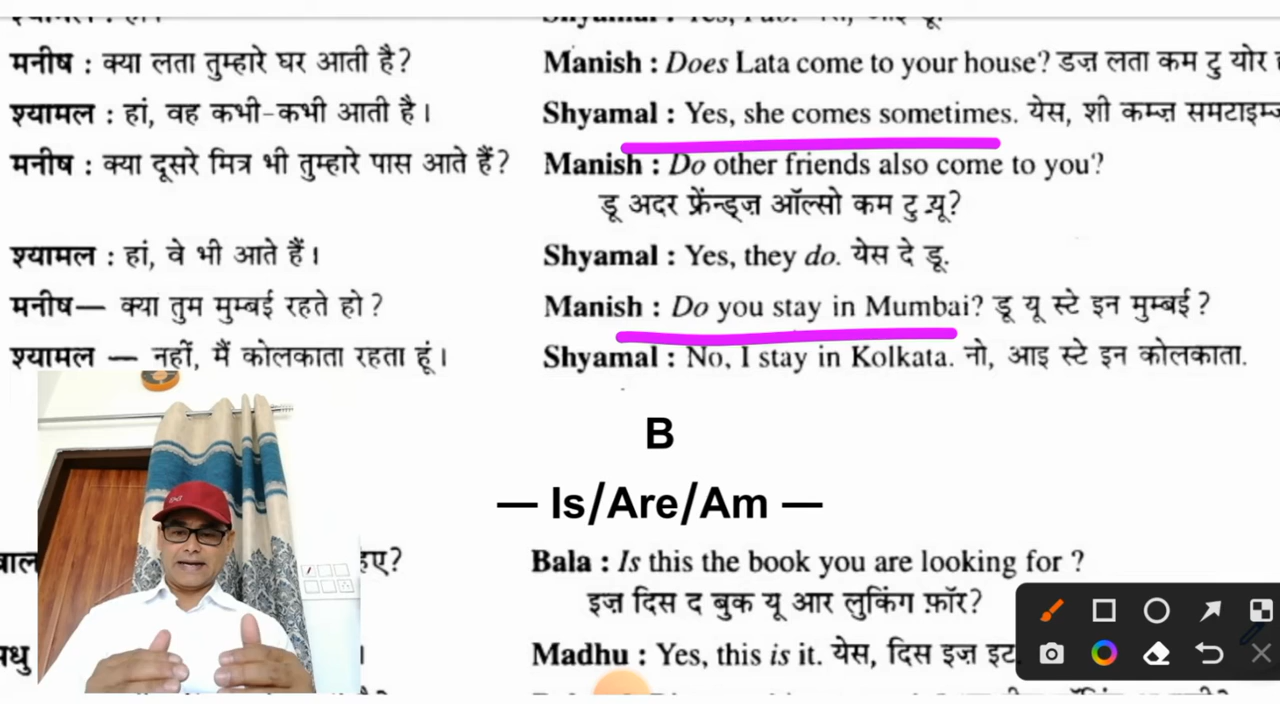 मनीष : क्या लता तुम्हारे घर आती है? Manish : Does Lata come to your house? डज़ लता कम टु योर
श्यामल : हां, वह कभी-कभी आती है। Shyamal : Yes, she comes sometimes. येस, शी कम्ज़ समटाइम्ज़
मनीष : क्या दूसरे मित्र भी तुम्हारे पास आते हैं? Manish : Do other friends also come to you?
डू अदर फ्रेंन्ड्ज़ ऑल्सो कम टु यू?
श्यामल : हां, वे भी आते हैं। Shyamal : Yes, they do. येस दे डू.
मनीष— क्या तुम मुम्बई रहते हो? Manish : Do you stay in Mumbai? डू यू स्टे इन मुम्बई?
श्यामल — नहीं, मैं कोलकाता रहता हूं। Shyamal : No, I stay in Kolkata. नो, आइ स्टे इन कोलकाता.
B
— Is/Are/Am —
Bala : Is this the book you are looking for ?
इज़ दिस द बुक यू आर लुकिंग फ़ॉर?
Madhu : Yes, this is it. येस, दिस इज़ इट